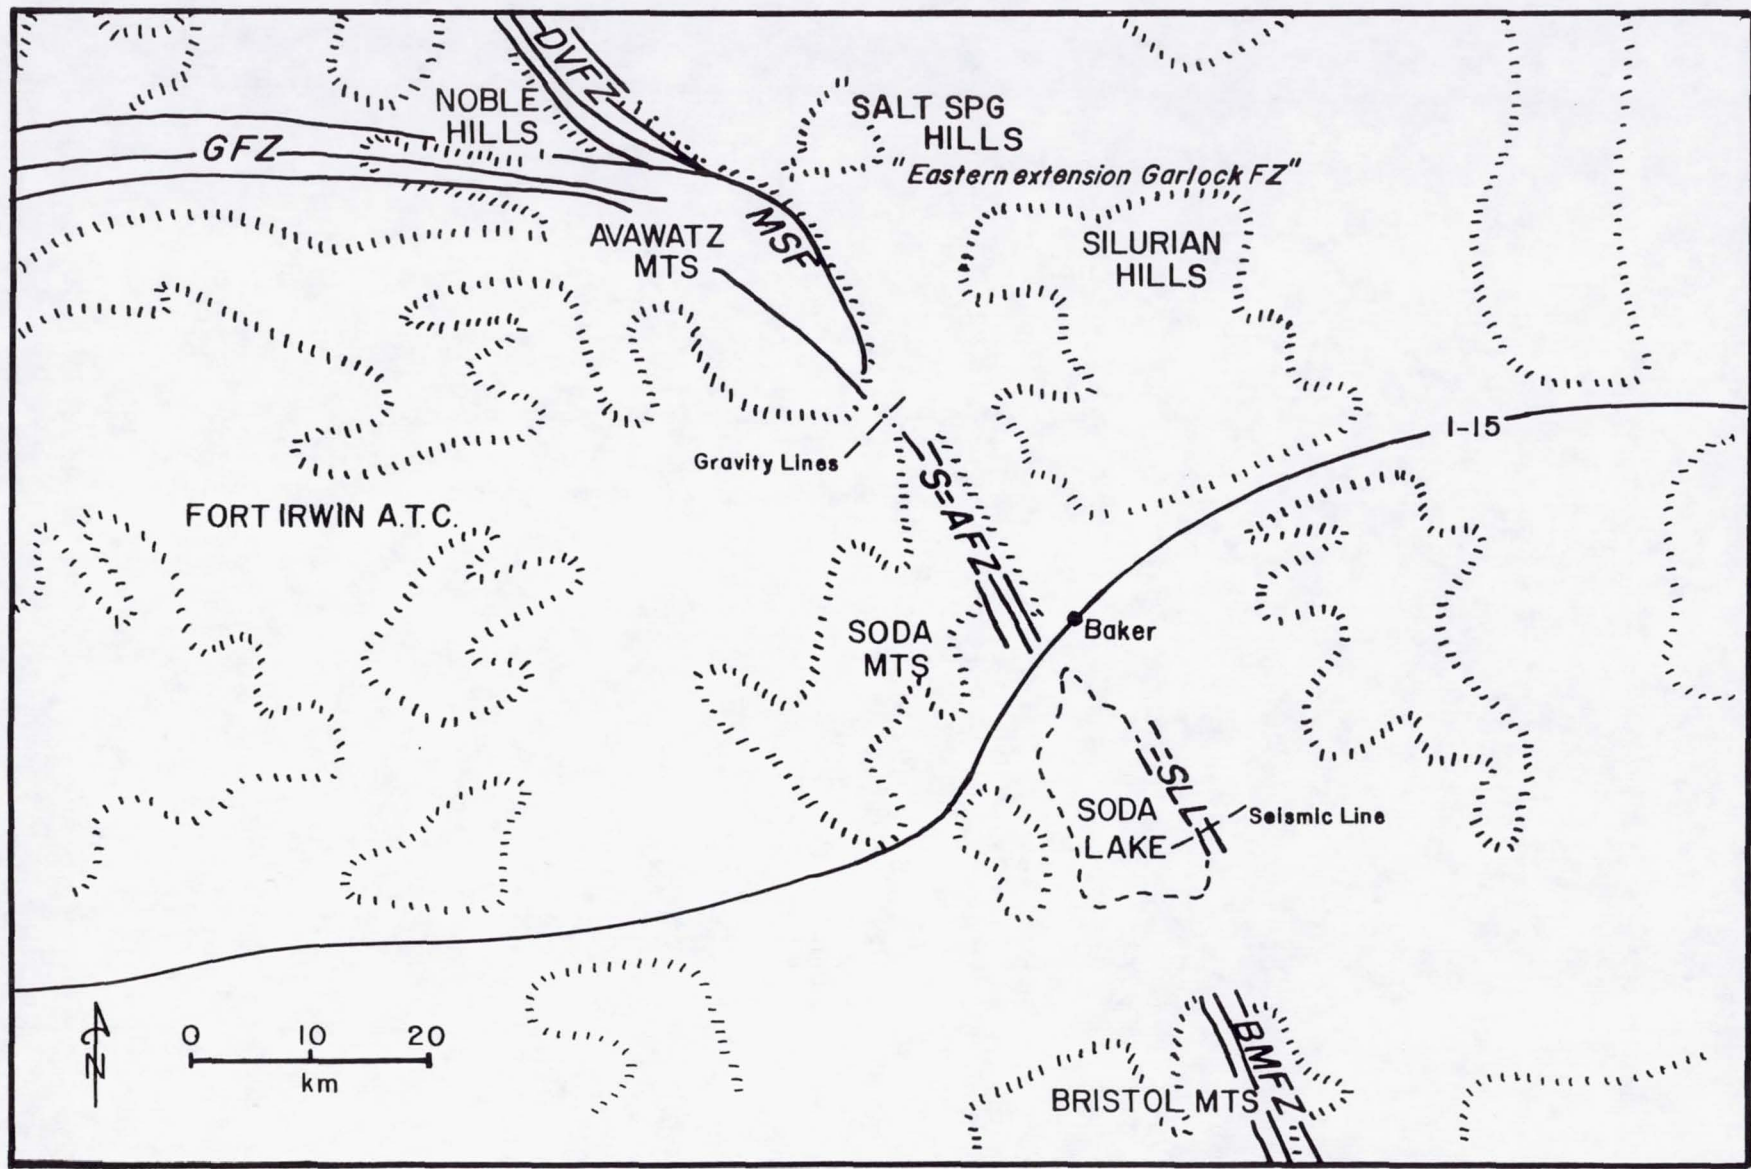 DVFZ
NOBLE
HILLS
SALT SPG
HILLS
GFZ
"Eastern extension Garlock FZ"
MSF
AVAWATZ
MTS
SILURIAN
HILLS
I-15
Gravity Lines
S=AFZ
FORT IRWIN A.T.C.
SODA
MTS
Baker
SLL
SODA
LAKE
Seismic Line
0 10 20
km
N
BMFZ
BRISTOL MTS